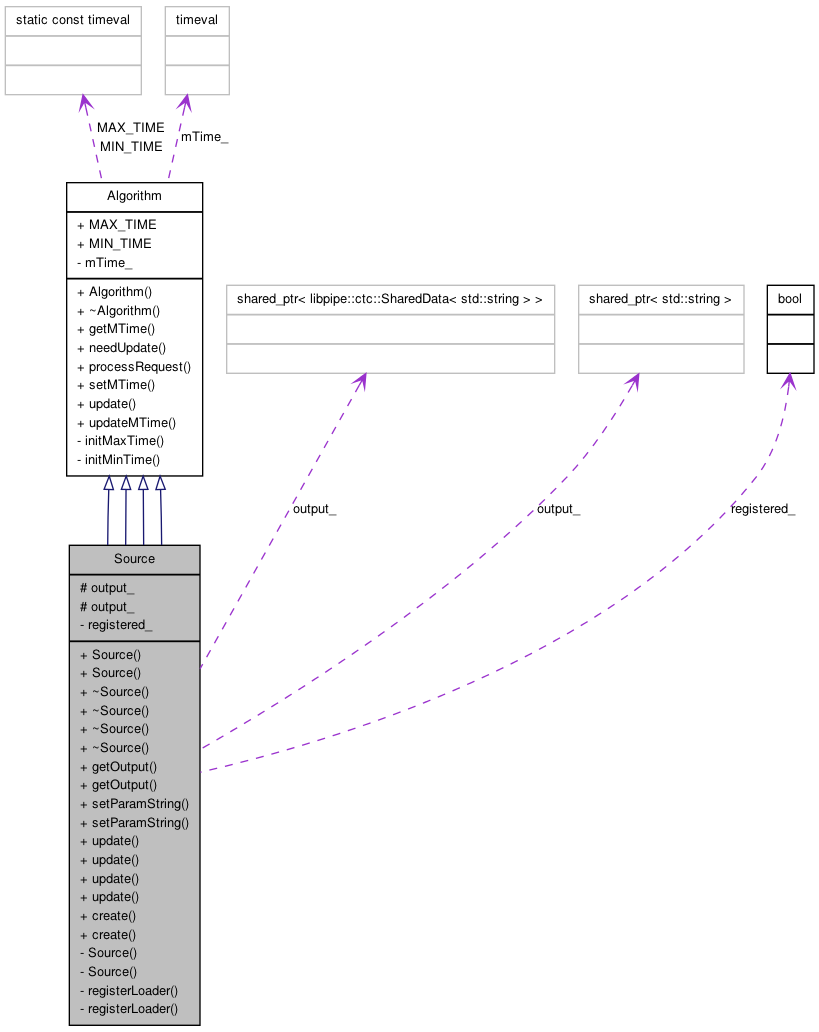 static const timeval
timeval
MAX_TIME
MIN_TIME
mTime_
Algorithm
+ MAX_TIME
+ MIN_TIME
- mTime_
+ Algorithm()
+ ~Algorithm()
+ getMTime()
+ needUpdate()
+ processRequest()
+ setMTime()
+ update()
+ updateMTime()
- initMaxTime()
- initMinTime()
shared_ptr< libpipe::ctc::SharedData< std::string > >
shared_ptr< std::string >
bool
output_
output_
registered_
Source
# output_
# output_
- registered_
+ Source()
+ Source()
+ ~Source()
+ ~Source()
+ ~Source()
+ ~Source()
+ getOutput()
+ getOutput()
+ setParamString()
+ setParamString()
+ update()
+ update()
+ update()
+ update()
+ create()
+ create()
- Source()
- Source()
- registerLoader()
- registerLoader()